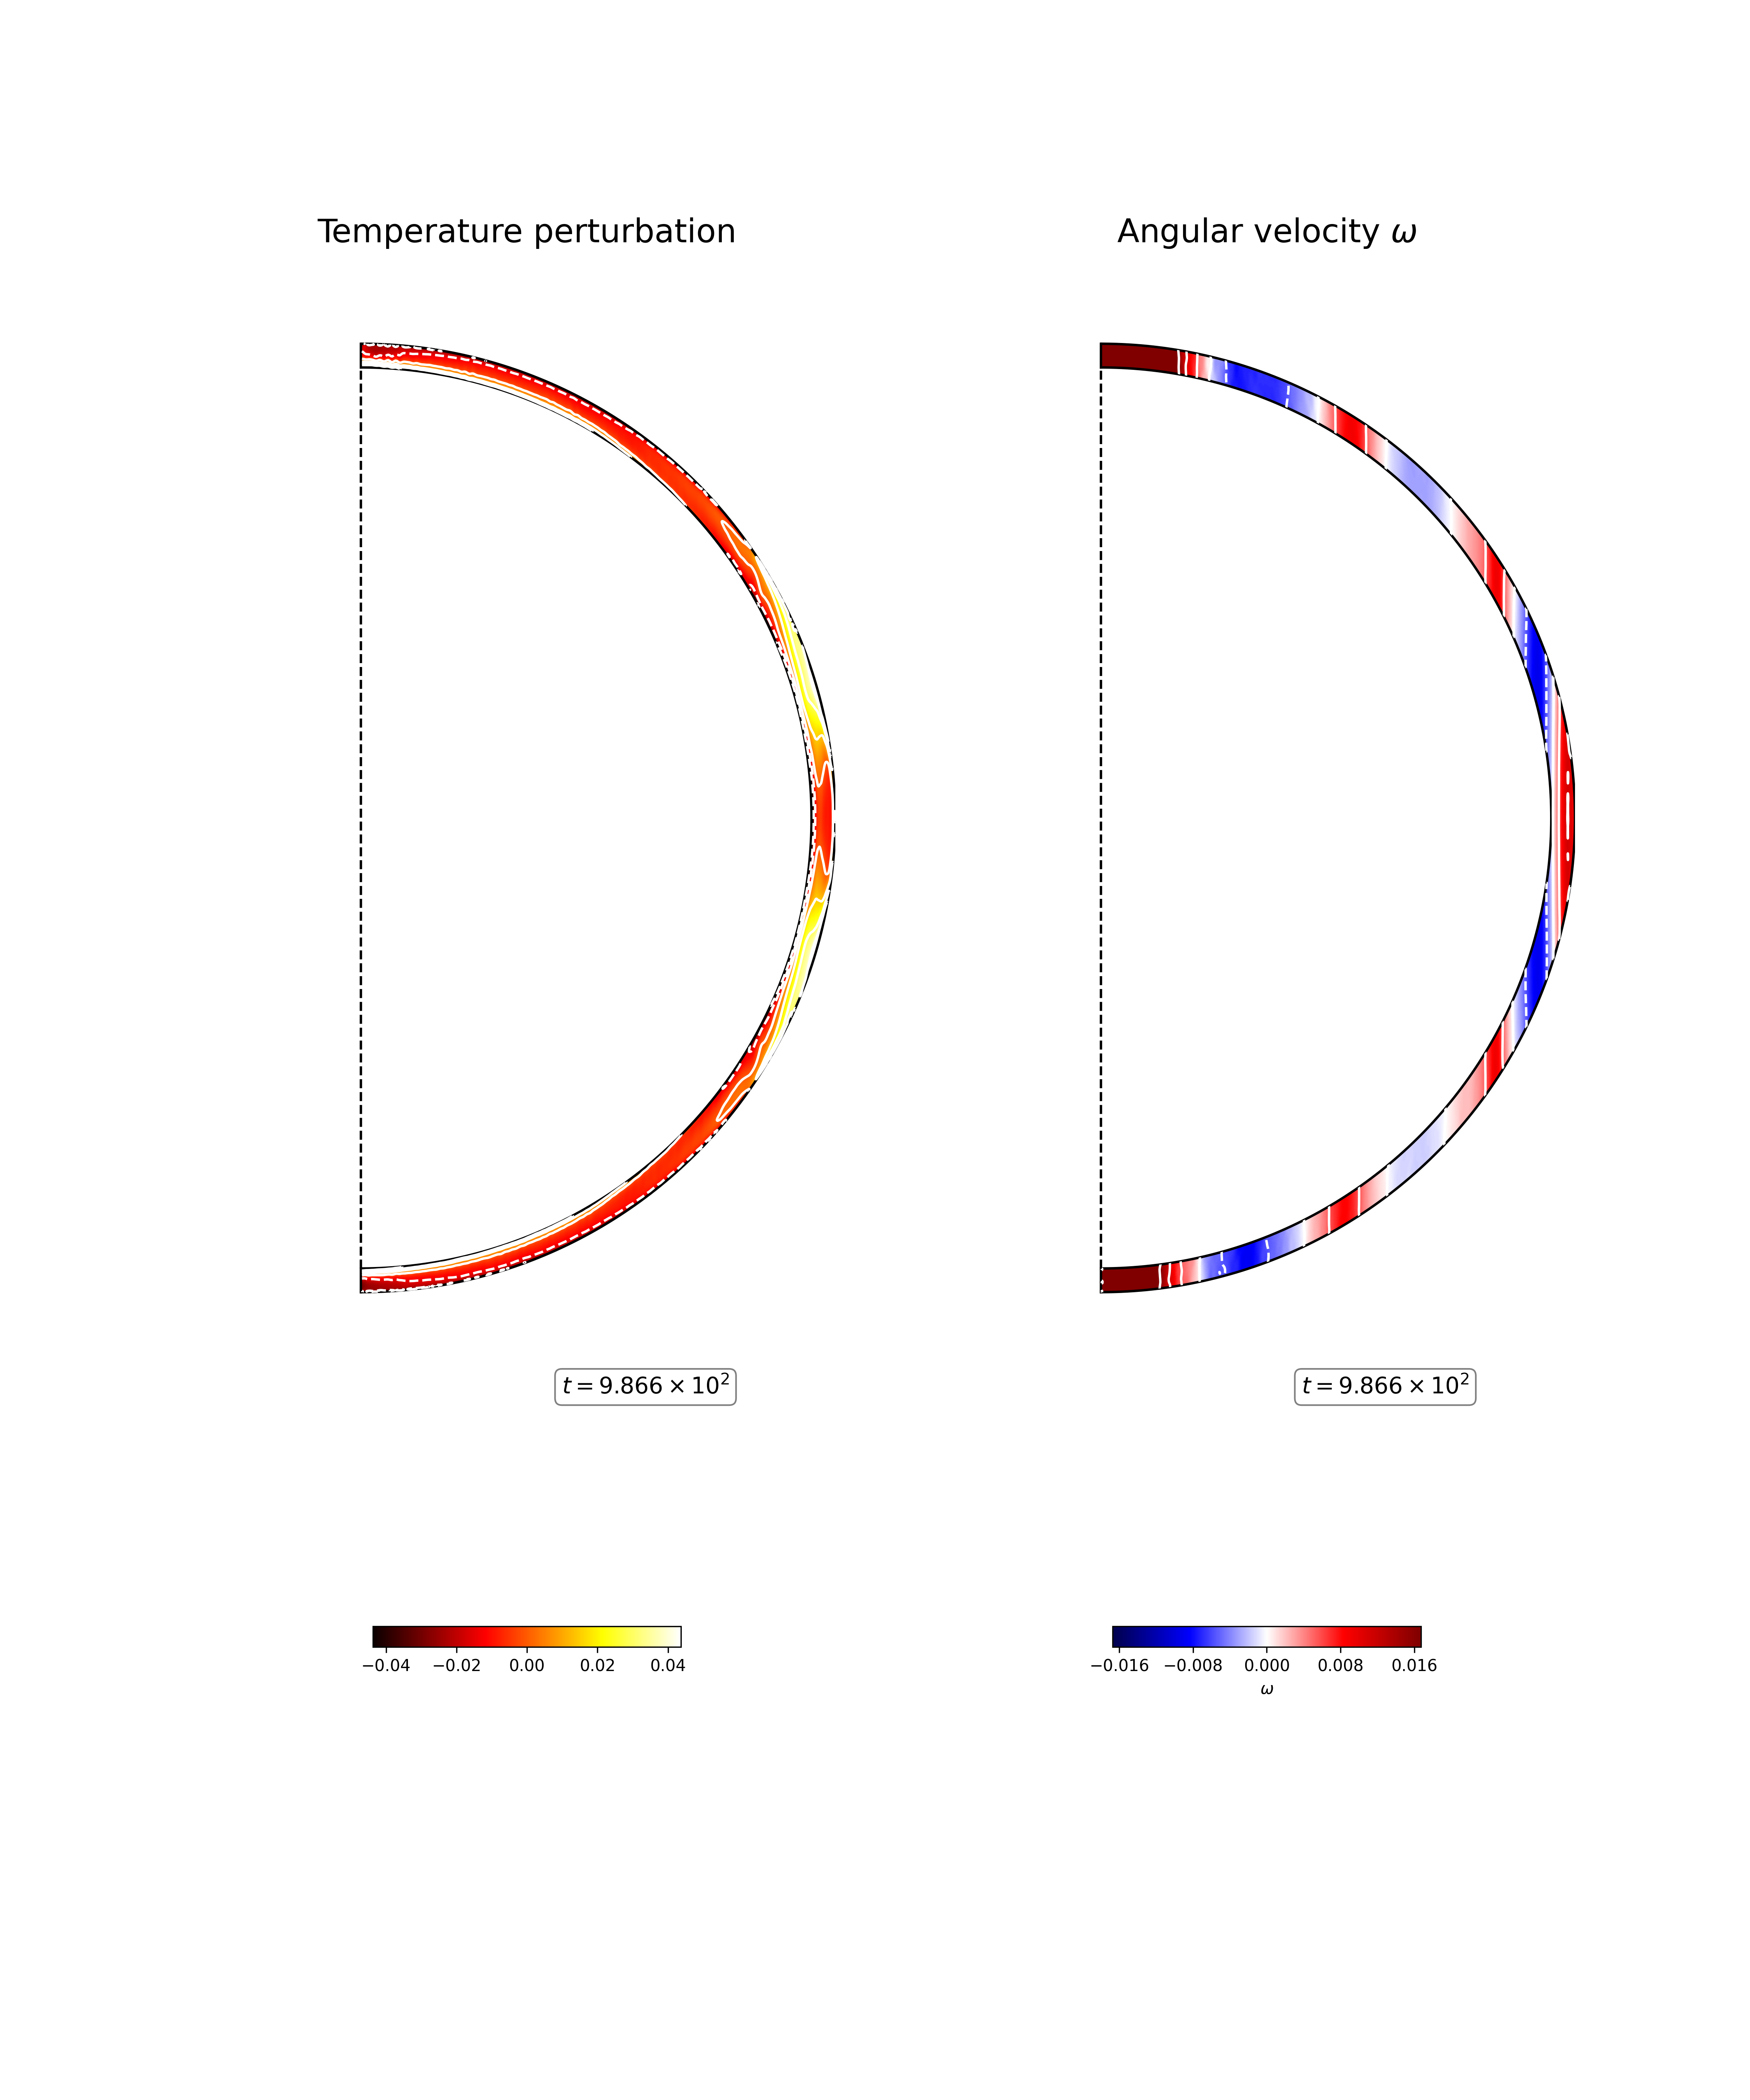 Temperature perturbation
Angular velocity ω
t = 9.866 × 10²
t = 9.866 × 10²
−0.04 −0.02 0.00 0.02 0.04
−0.016 −0.008 0.000 0.008 0.016
ω